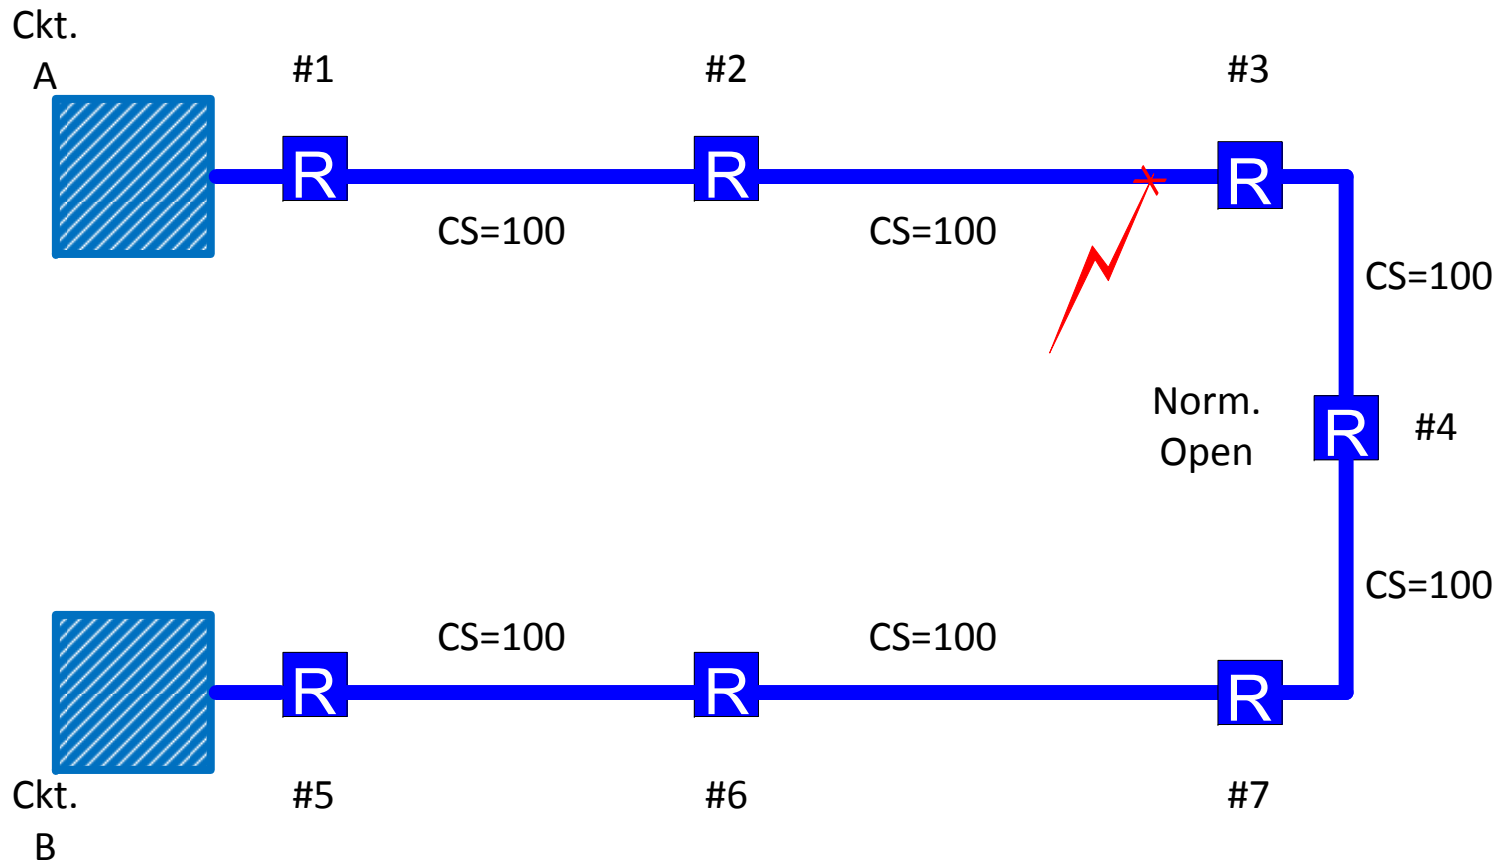 Ckt.
A
#1
#2
#3
R
R
R
CS=100
CS=100
CS=100
Norm.
Open
R
#4
CS=100
CS=100
CS=100
R
R
R
Ckt.
B
#5
#6
#7